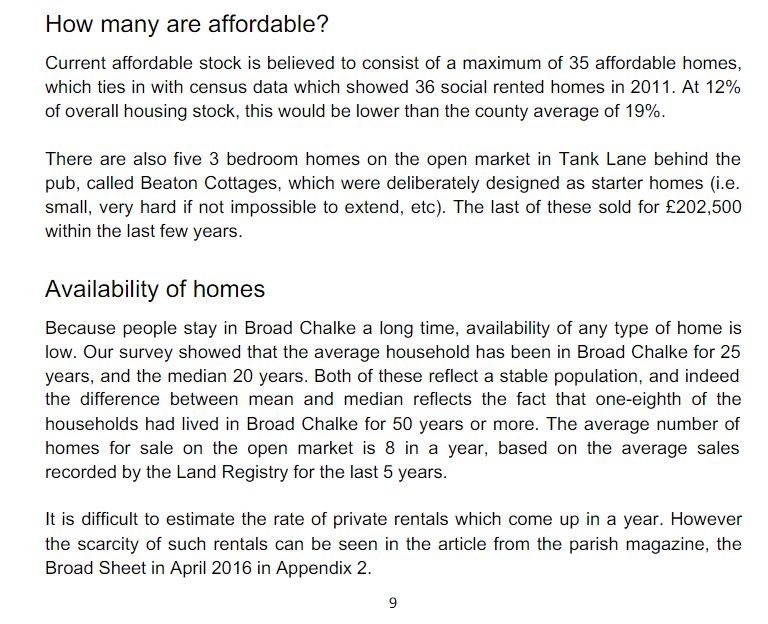 How many are affordable?
Current affordable stock is believed to consist of a maximum of 35 affordable homes,
which ties in with census data which showed 36 social rented homes in 2011. At 12%
of overall housing stock, this would be lower than the county average of 19%.
There are also five 3 bedroom homes on the open market in Tank Lane behind the
pub, called Beaton Cottages, which were deliberately designed as starter homes (i.e.
small, very hard if not impossible to extend, etc). The last of these sold for £202,500
within the last few years.
Availability of homes
Because people stay in Broad Chalke a long time, availability of any type of home is
low. Our survey showed that the average household has been in Broad Chalke for 25
years, and the median 20 years. Both of these reflect a stable population, and indeed
the difference between mean and median reflects the fact that one-eighth of the
households had lived in Broad Chalke for 50 years or more. The average number of
homes for sale on the open market is 8 in a year, based on the average sales
recorded by the Land Registry for the last 5 years.
It is difficult to estimate the rate of private rentals which come up in a year. However
the scarcity of such rentals can be seen in the article from the parish magazine, the
Broad Sheet in April 2016 in Appendix 2.
9